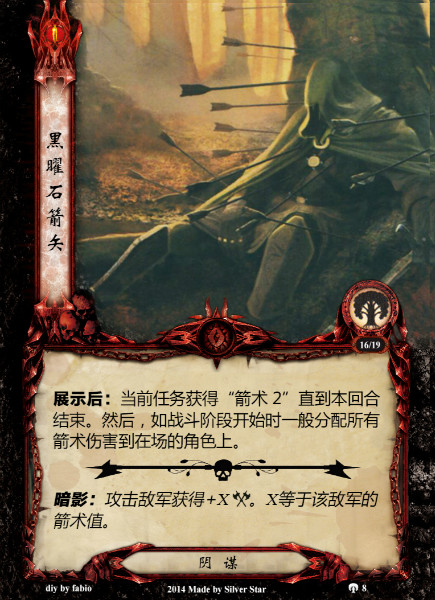 黑曜石箭矢
16/19
展示后：当前任务获得“箭术 2”直到本回合
结束。然后，如战斗阶段开始时一般分配所有
箭术伤害到在场的角色上。
暗影：攻击敌军获得+X 。X等于该敌军的
箭术值。
阴谋
diy by fabio
2014 Made by Silver Star
8